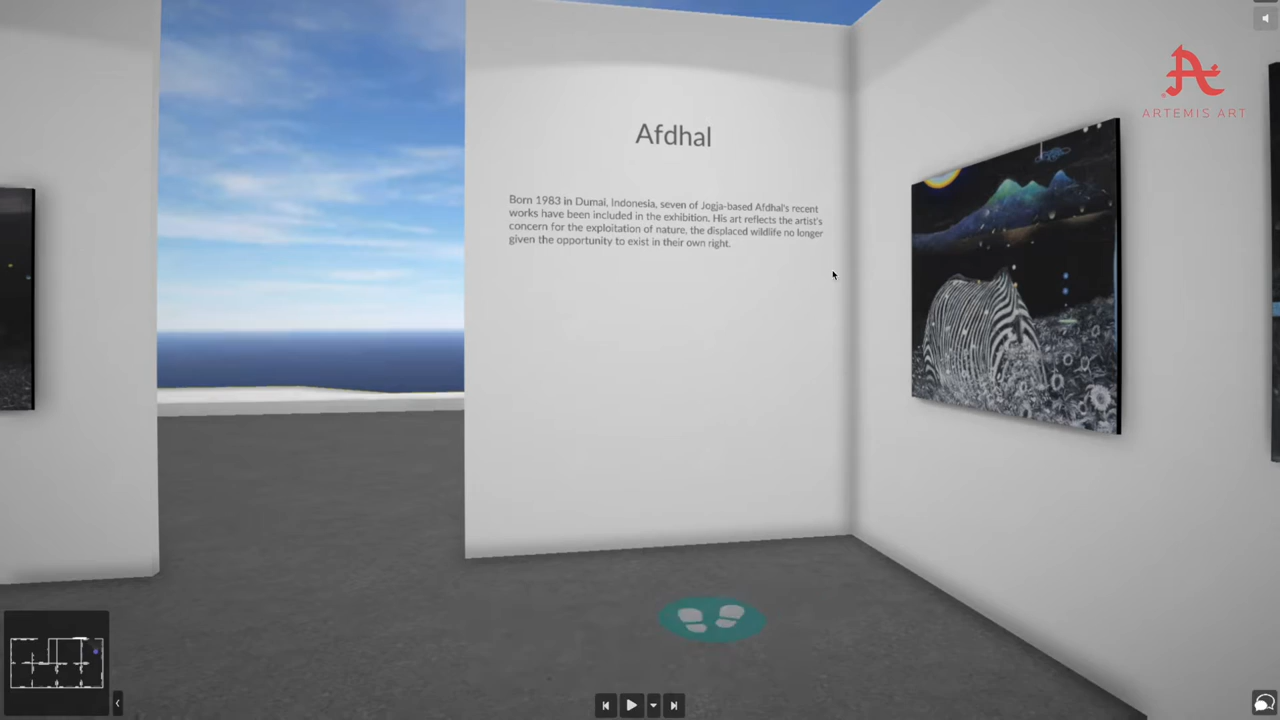 Afdhal
Born 1983 in Dumai, Indonesia, seven of Jogja-based Afdhal's recent
works have been included in the exhibition. His art reflects the artist's
concern for the exploitation of nature, the displaced wildlife no longer
given the opportunity to exist in their own right.
ARTEMIS ART